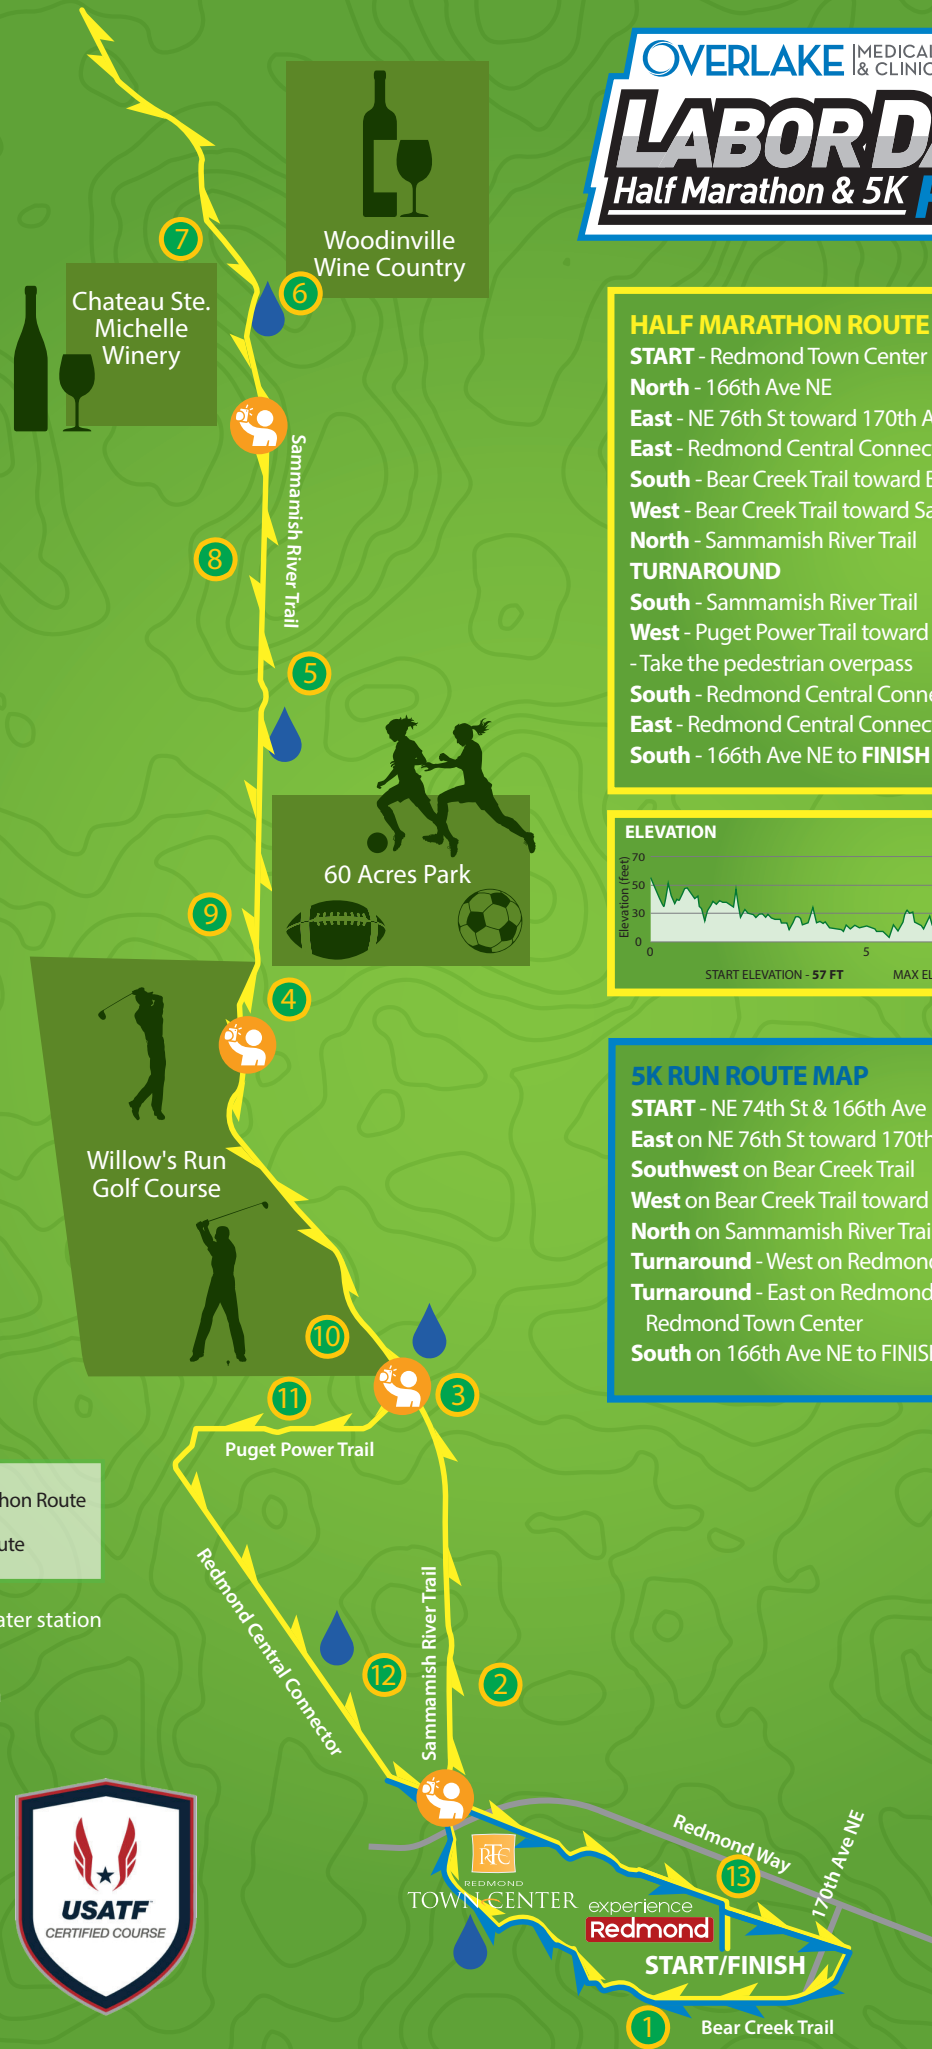 OVERLAKE
& CLINIC
LABOR
Half Marathon & 5K
Woodinville
Wine Country
7
6
Chateau Ste.
Michelle
Winery
Sammamish River Trail
8
5
60 Acres Park
9
4
Willow's Run
Golf Course
10
3
11
Puget Power Trail
Redmond Central Connector
Sammamish River Trail
12
2
HALF MARATHON ROUTE
START - Redmond Town Center
North - 166th Ave NE
East - NE 76th St toward 170th A
East - Redmond Central Connec
South - Bear Creek Trail toward
West - Bear Creek Trail toward Sa
North - Sammamish River Trail
TURNAROUND
South - Sammamish River Trail
West - Puget Power Trail toward
- Take the pedestrian overpass
South - Redmond Central Conne
East - Redmond Central Connec
South - 166th Ave NE to FINISH
ELEVATION
Elevation (feet)
70
50
30
0
0
5
START ELEVATION - 57 FT
MAX EL
5K RUN ROUTE MAP
START - NE 74th St & 166th Ave
East on NE 76th St toward 170th
Southwest on Bear Creek Trail
West on Bear Creek Trail toward
North on Sammamish River Trai
Turnaround - West on Redmond
Turnaround - East on Redmond
Redmond Town Center
South on 166th Ave NE to FINISH
hon Route
ute
ater station
USATF
CERTIFIED COURSE
RTC
REDMOND
TOWN CENTER
experience
Redmond
START/FINISH
Redmond Way
13
170th Ave NE
1
Bear Creek Trail